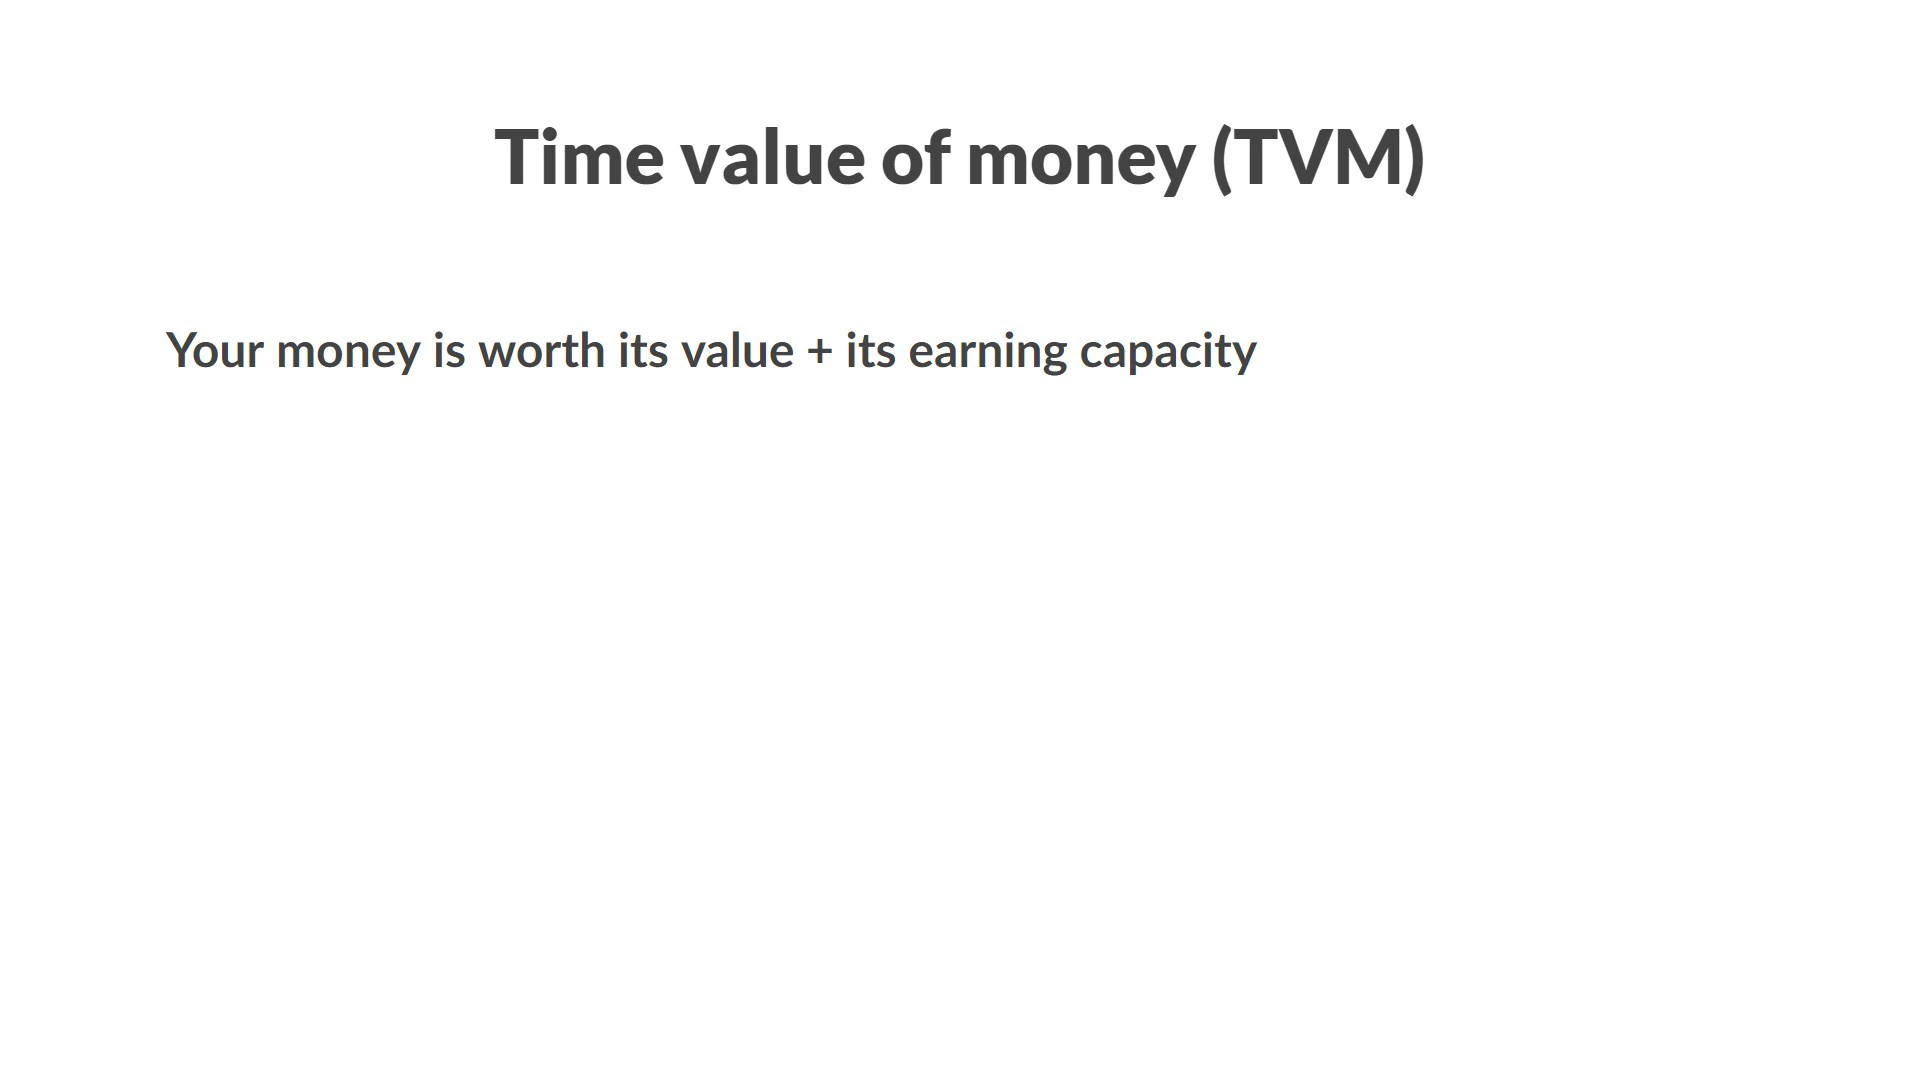 Time value of money (TVM)
Your money is worth its value + its earning capacity